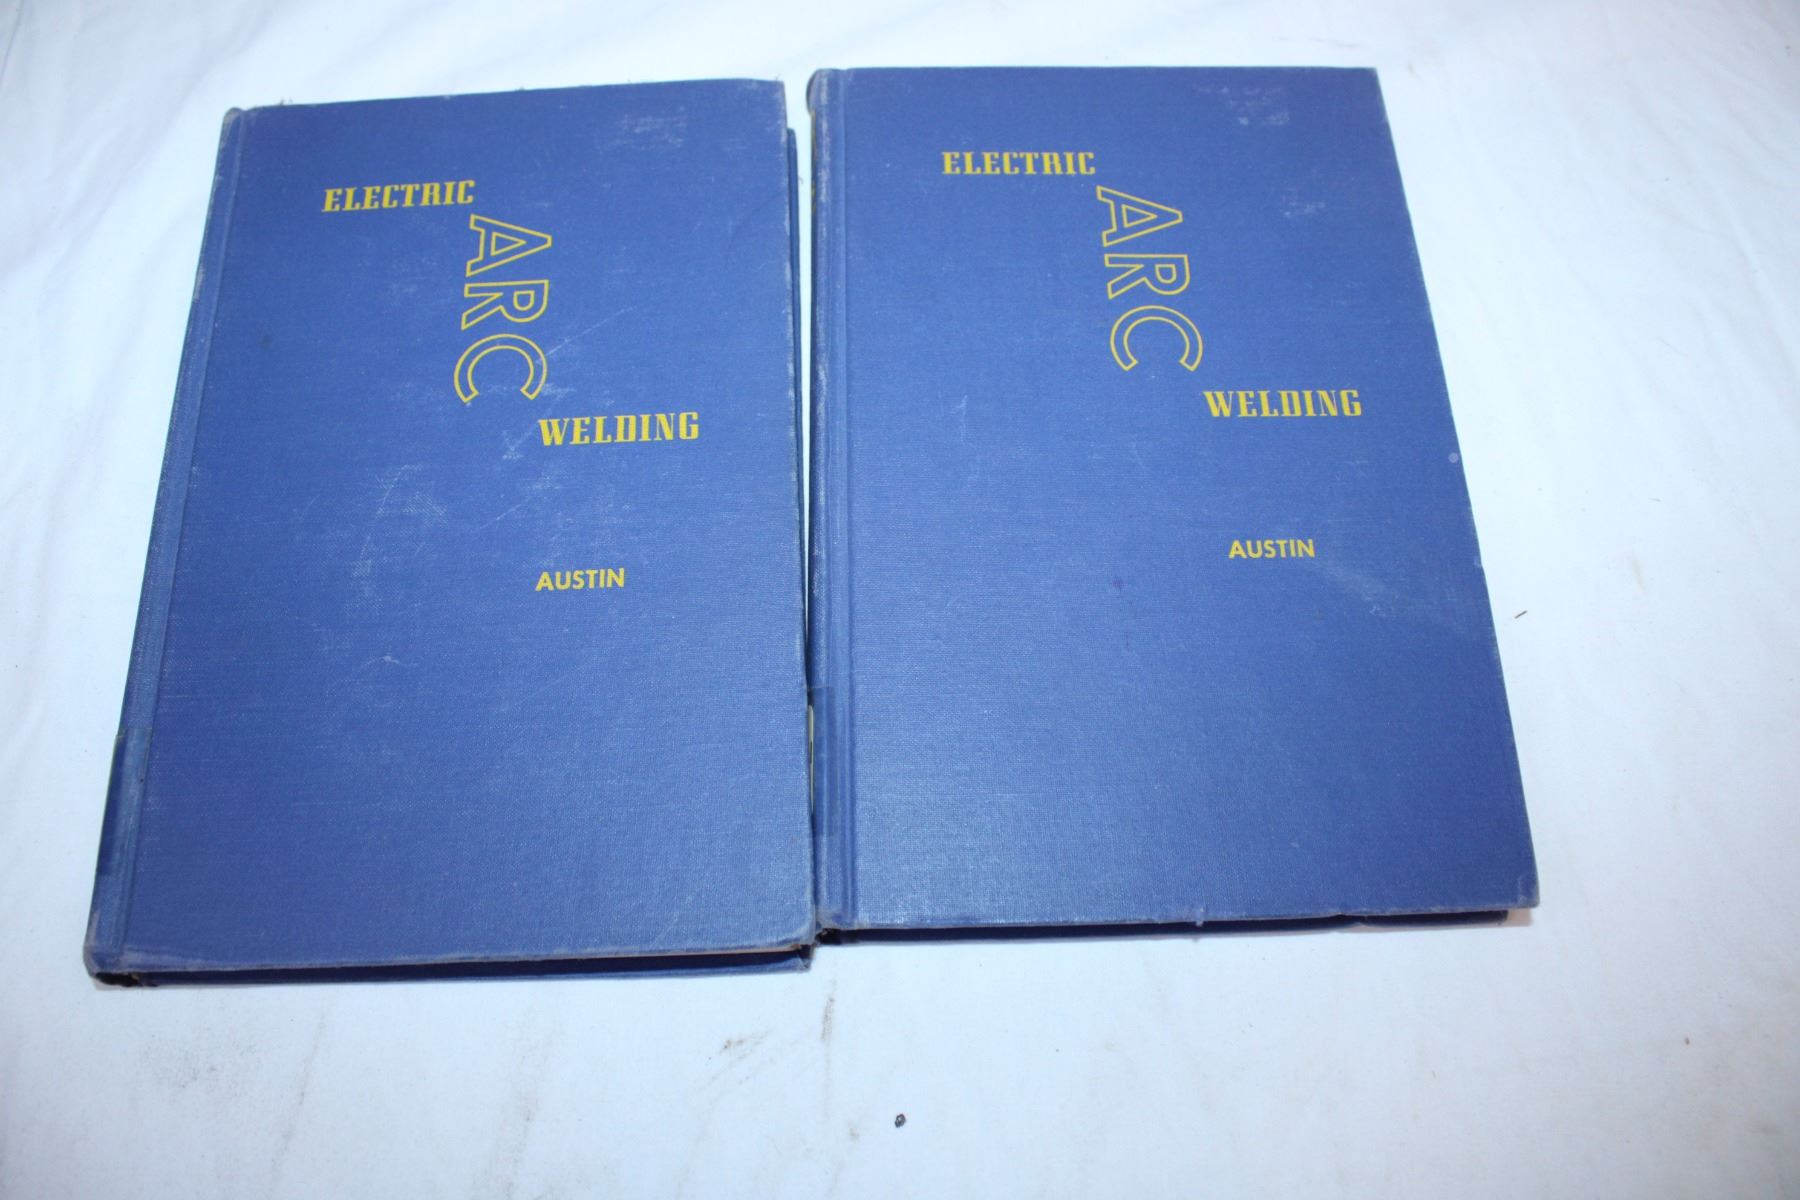 ELECTRIC
ARC
WELDING
AUSTIN
ELECTRIC
ARC
WELDING
AUSTIN